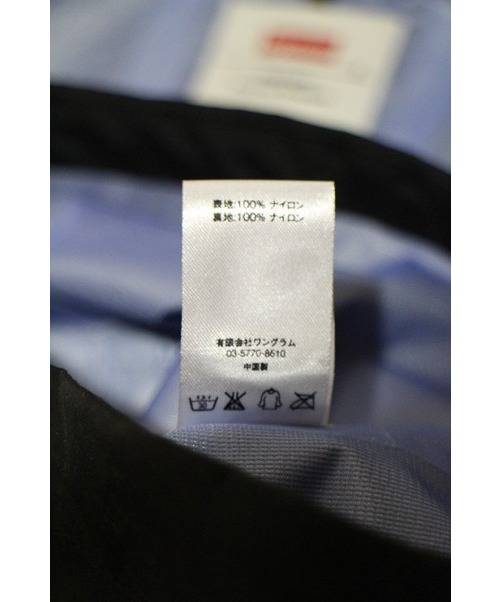 表地:100% ナイロン
裏地:100% ナイロン
有限会社ワングラム
03-5770-8610
中国製